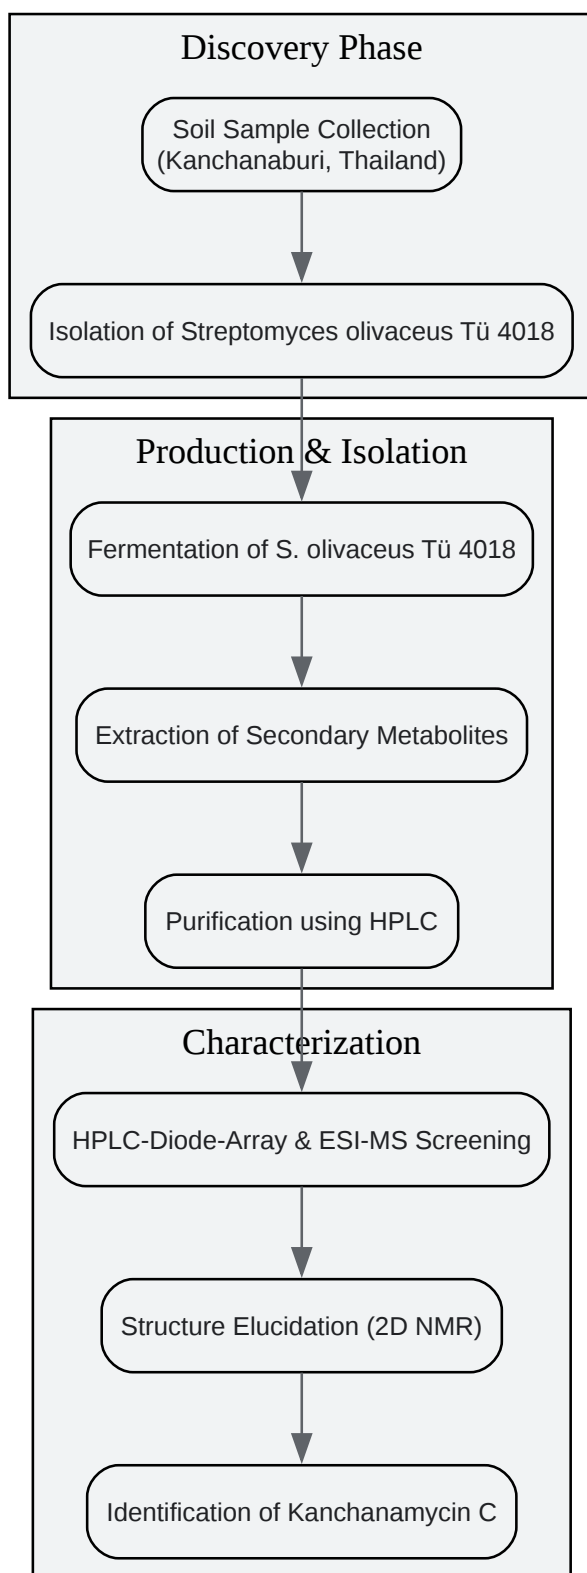 Discovery Phase
Soil Sample Collection
(Kanchanaburi, Thailand)
Isolation of Streptomyces olivaceus Tü 4018
Production & Isolation
Fermentation of S. olivaceus Tü 4018
Extraction of Secondary Metabolites
Purification using HPLC
Characterization
HPLC-Diode-Array & ESI-MS Screening
Structure Elucidation (2D NMR)
Identification of Kanchanamycin C